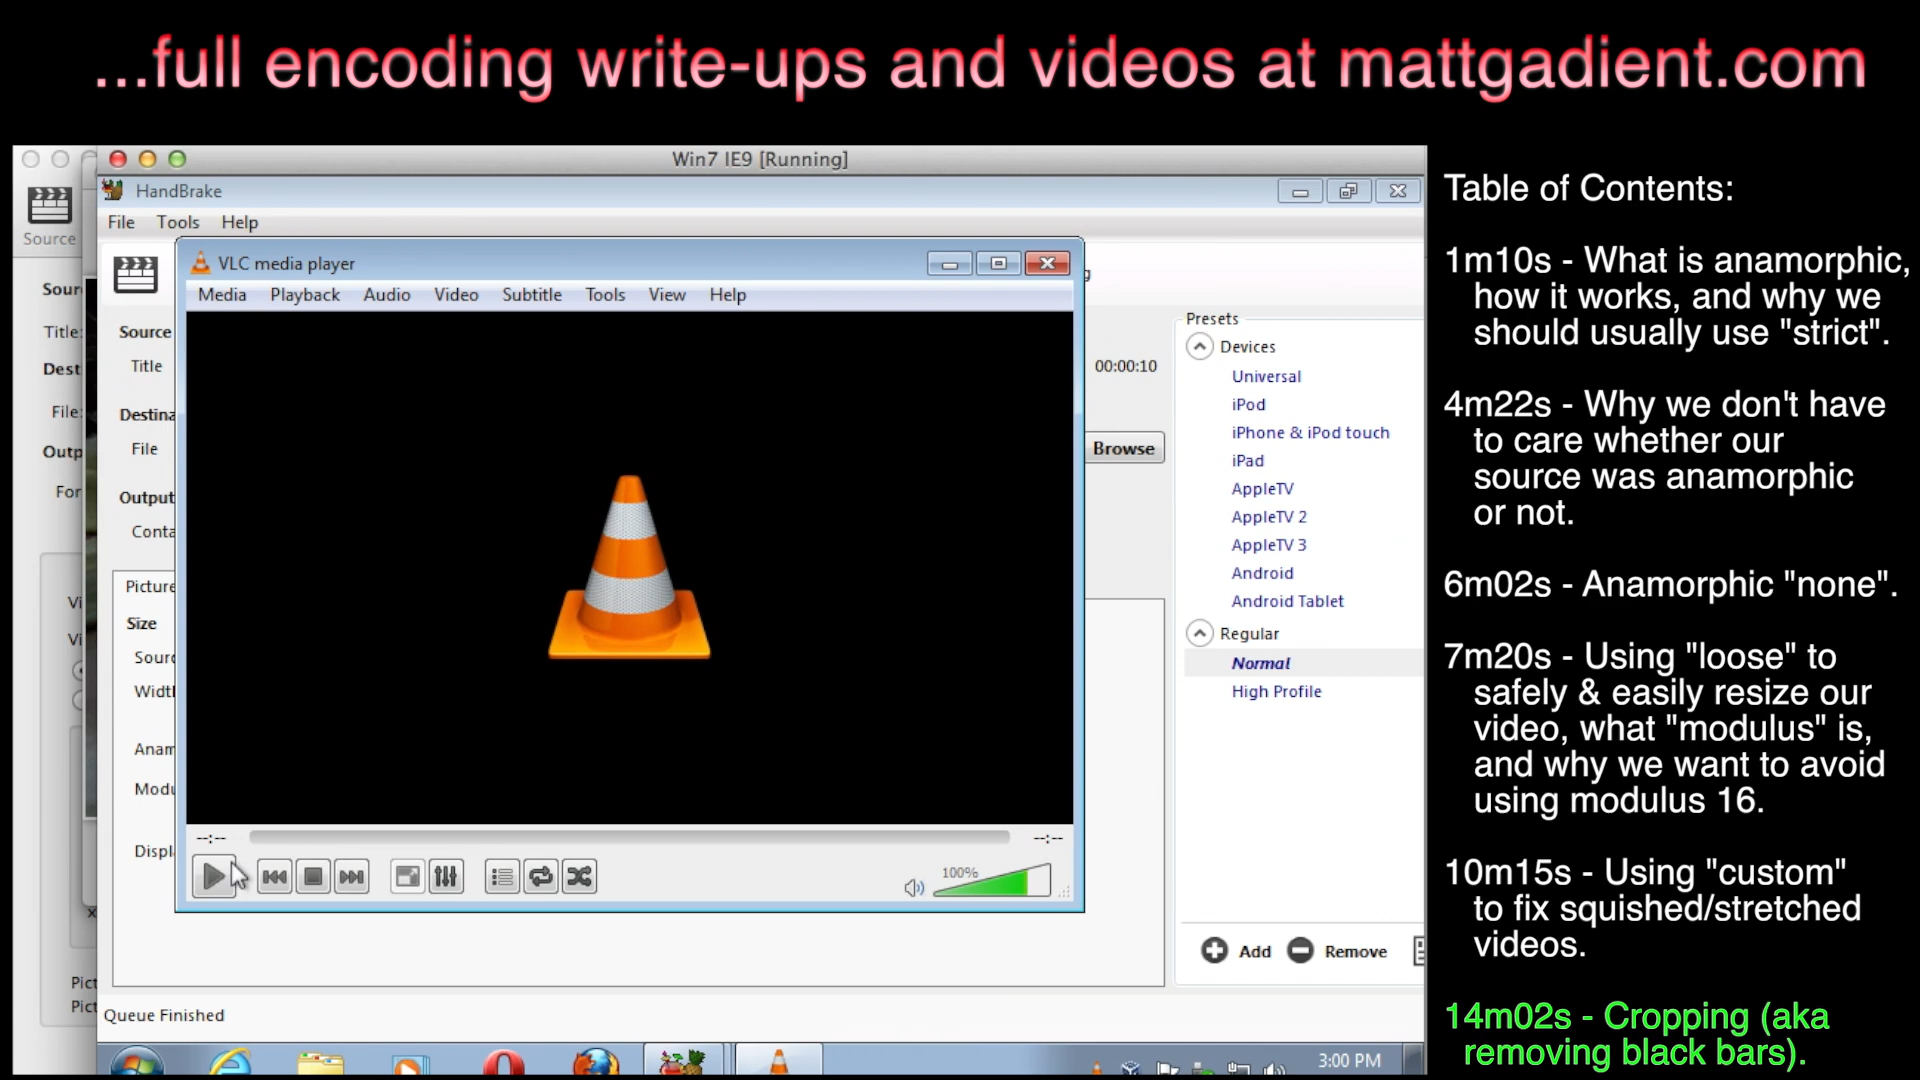 ...full encoding write-ups and videos at mattgadient.com
Win7 IE9 [Running]
HandBrake
File Tools Help
Source
VLC media player
Media Playback Audio Video Subtitle Tools View Help
Source
Title
00:00:10
File
Browse
Output
Picture
Size
--:-- --:--
100%
Presets
Devices
Universal
iPod
iPhone & iPod touch
iPad
AppleTV
AppleTV 2
AppleTV 3
Android
Android Tablet
Regular
Normal
High Profile
Add Remove
Queue Finished
3:00 PM
Title:
File:
Table of Contents:
1m10s - What is anamorphic,
how it works, and why we
should usually use "strict".
4m22s - Why we don't have
to care whether our
source was anamorphic
or not.
6m02s - Anamorphic "none".
7m20s - Using "loose" to
safely & easily resize our
video, what "modulus" is,
and why we want to avoid
using modulus 16.
10m15s - Using "custom"
to fix squished/stretched
videos.
14m02s - Cropping (aka
removing black bars).